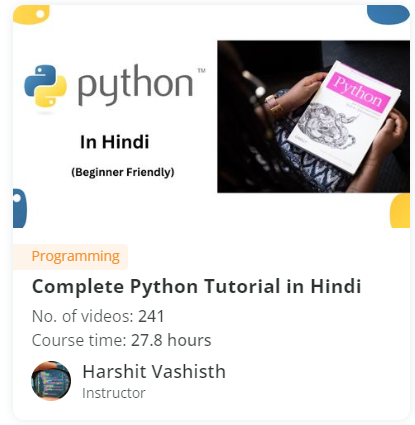 python™
In Hindi
(Beginner Friendly)
Python
Programming
Complete Python Tutorial in Hindi
No. of videos: 241
Course time: 27.8 hours
Harshit Vashisth
Instructor